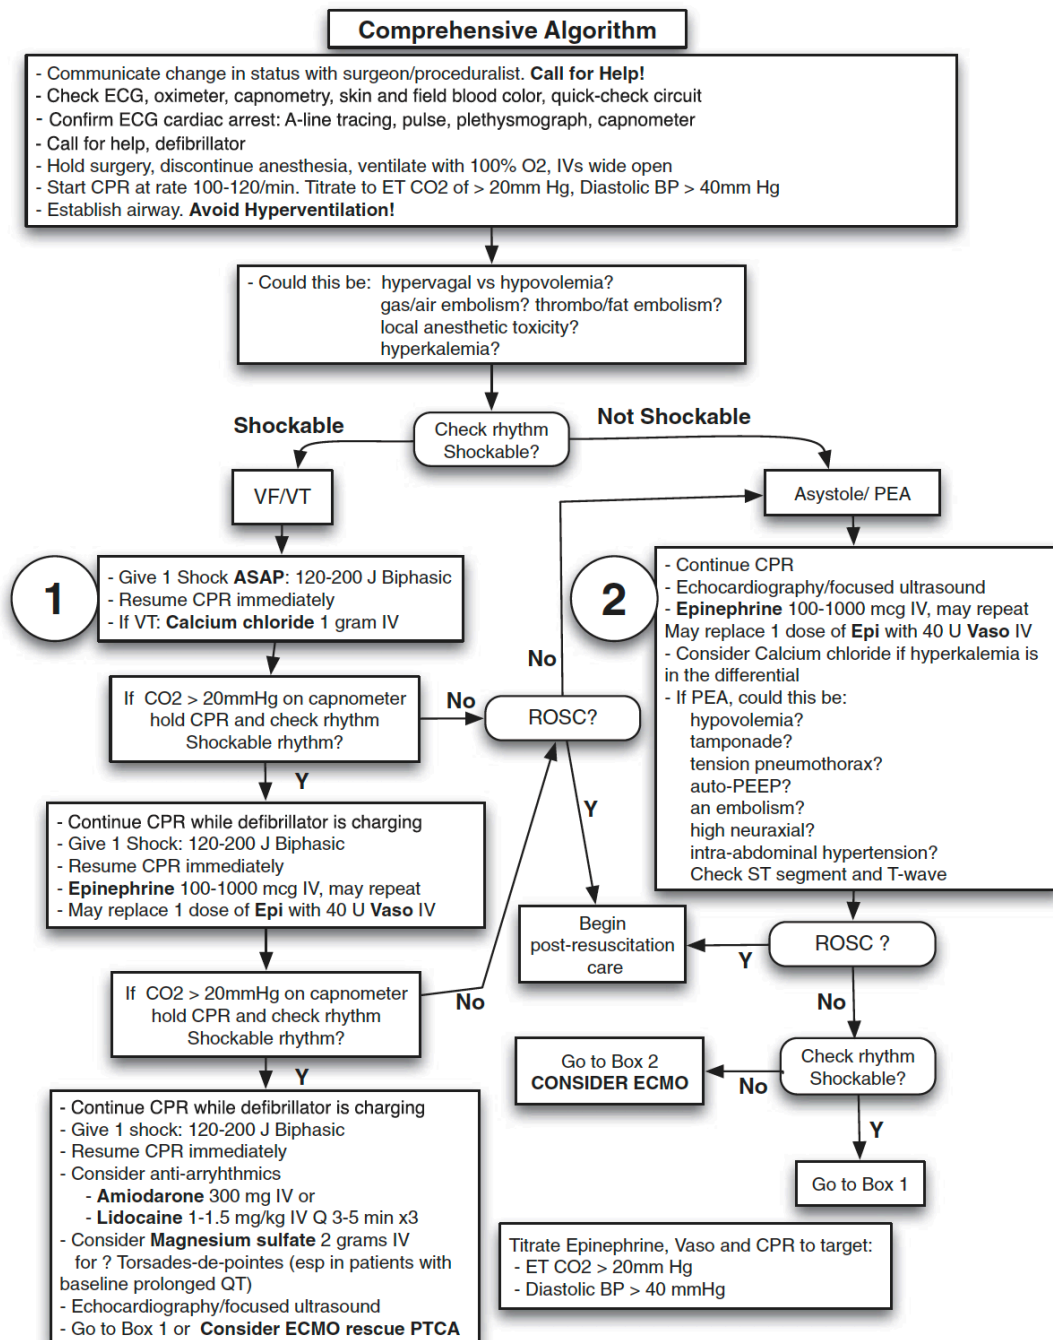 Comprehensive Algorithm
- Communicate change in status with surgeon/proceduralist. Call for Help!
- Check ECG, oximeter, capnometry, skin and field blood color, quick-check circuit
- Confirm ECG cardiac arrest: A-line tracing, pulse, plethysmograph, capnometer
- Call for help, defibrillator
- Hold surgery, discontinue anesthesia, ventilate with 100% O2, IVs wide open
- Start CPR at rate 100-120/min. Titrate to ET CO2 of > 20mm Hg, Diastolic BP > 40mm Hg
- Establish airway. Avoid Hyperventilation!
- Could this be: hypervagal vs hypovolemia?
gas/air embolism? thrombo/fat embolism?
local anesthetic toxicity?
hyperkalemia?
Check rhythm
Shockable?
Shockable
Not Shockable
VF/VT
1
- Give 1 Shock ASAP: 120-200 J Biphasic
- Resume CPR immediately
- If VT: Calcium chloride 1 gram IV
If CO2 > 20mmHg on capnometer
hold CPR and check rhythm
Shockable rhythm?
No
Y
- Continue CPR while defibrillator is charging
- Give 1 Shock: 120-200 J Biphasic
- Resume CPR immediately
- Epinephrine 100-1000 mcg IV, may repeat
- May replace 1 dose of Epi with 40 U Vaso IV
If CO2 > 20mmHg on capnometer
hold CPR and check rhythm
Shockable rhythm?
No
Y
- Continue CPR while defibrillator is charging
- Give 1 shock: 120-200 J Biphasic
- Resume CPR immediately
- Consider anti-arryhthmics
- Amiodarone 300 mg IV or
- Lidocaine 1-1.5 mg/kg IV Q 3-5 min x3
- Consider Magnesium sulfate 2 grams IV
for ? Torsades-de-pointes (esp in patients with
baseline prolonged QT)
- Echocardiography/focused ultrasound
- Go to Box 1 or Consider ECMO rescue PTCA
ROSC?
No
Y
Begin
post-resuscitation
care
Asystole/ PEA
2
- Continue CPR
- Echocardiography/focused ultrasound
- Epinephrine 100-1000 mcg IV, may repeat
May replace 1 dose of Epi with 40 U Vaso IV
- Consider Calcium chloride if hyperkalemia is
in the differential
- If PEA, could this be:
hypovolemia?
tamponade?
tension pneumothorax?
auto-PEEP?
an embolism?
high neuraxial?
intra-abdominal hypertension?
Check ST segment and T-wave
ROSC ?
Y
No
Check rhythm
Shockable?
No
Go to Box 2
CONSIDER ECMO
Y
Go to Box 1
Titrate Epinephrine, Vaso and CPR to target:
- ET CO2 > 20mm Hg
- Diastolic BP > 40 mmHg